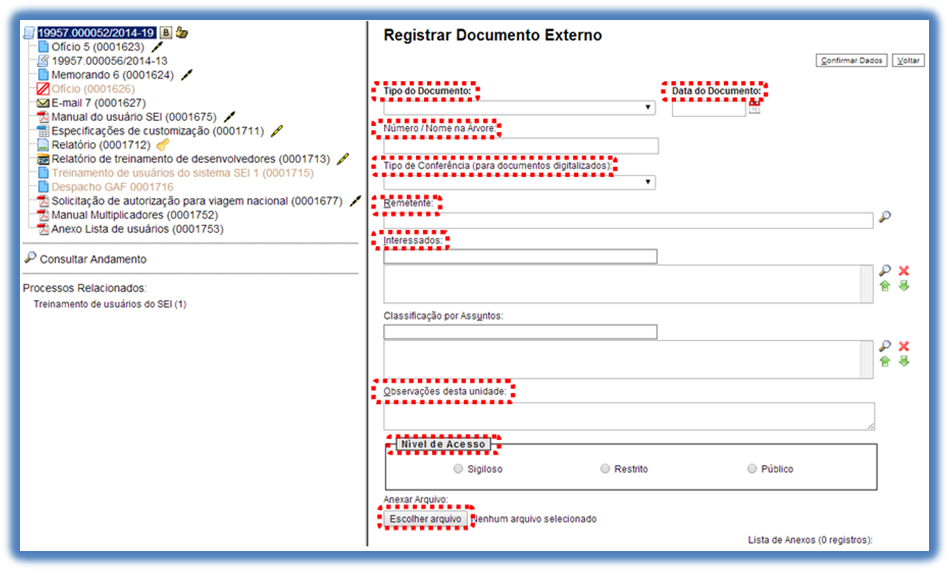 19957.000052/2014-19 B
Ofício 5 (0001623)
19957.000056/2014-13
Memorando 6 (0001624)
Ofício (0001626)
E-mail 7 (0001627)
Manual do usuário SEI (0001675)
Especificações de customização (0001711)
Relatório (0001712)
Relatório de treinamento de desenvolvedores (0001713)
Treinamento de usuários do sistema SEI 1 (0001715)
Despacho GAF 0001716
Solicitação de autorização para viagem nacional (0001677)
Manual Multiplicadores (0001752)
Anexo Lista de usuários (0001753)
Consultar Andamento
Processos Relacionados:
Treinamento de usuários do SEI (1)
Registrar Documento Externo
Confirmar Dados Voltar
Tipo do Documento: Data do Documento:
Número / Nome na Árvore:
Tipo de Conferência (para documentos digitalizados):
Remetente:
Interessados:
Classificação por Assuntos:
Observações desta unidade:
Nível de Acesso
Sigiloso Restrito Público
Anexar Arquivo:
Escolher arquivo Nenhum arquivo selecionado
Lista de Anexos (0 registros):